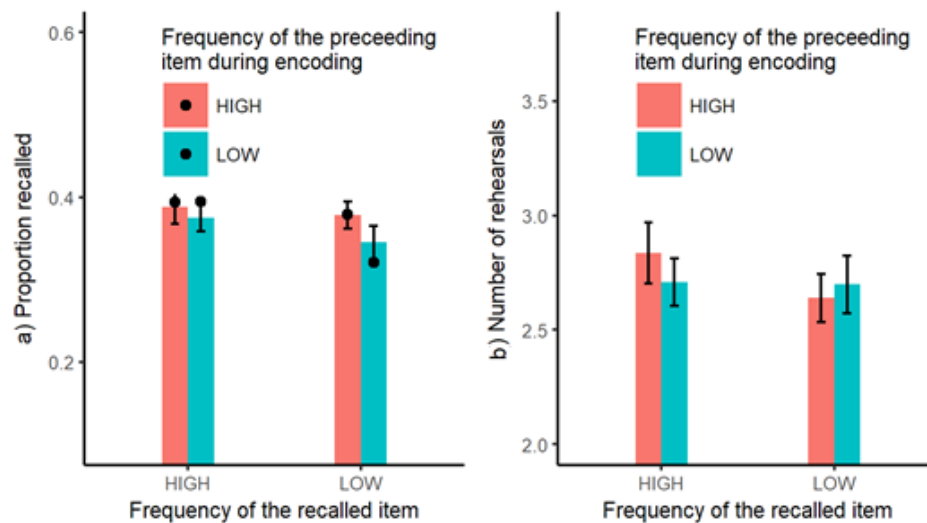 Frequency of the preceeding
item during encoding
HIGH
LOW
0.6
0.4
0.2
a) Proportion recalled
HIGH
LOW
Frequency of the recalled item
Frequency of the preceeding
item during encoding
HIGH
LOW
3.5
3.0
2.5
2.0
b) Number of rehearsals
HIGH
LOW
Frequency of the recalled item